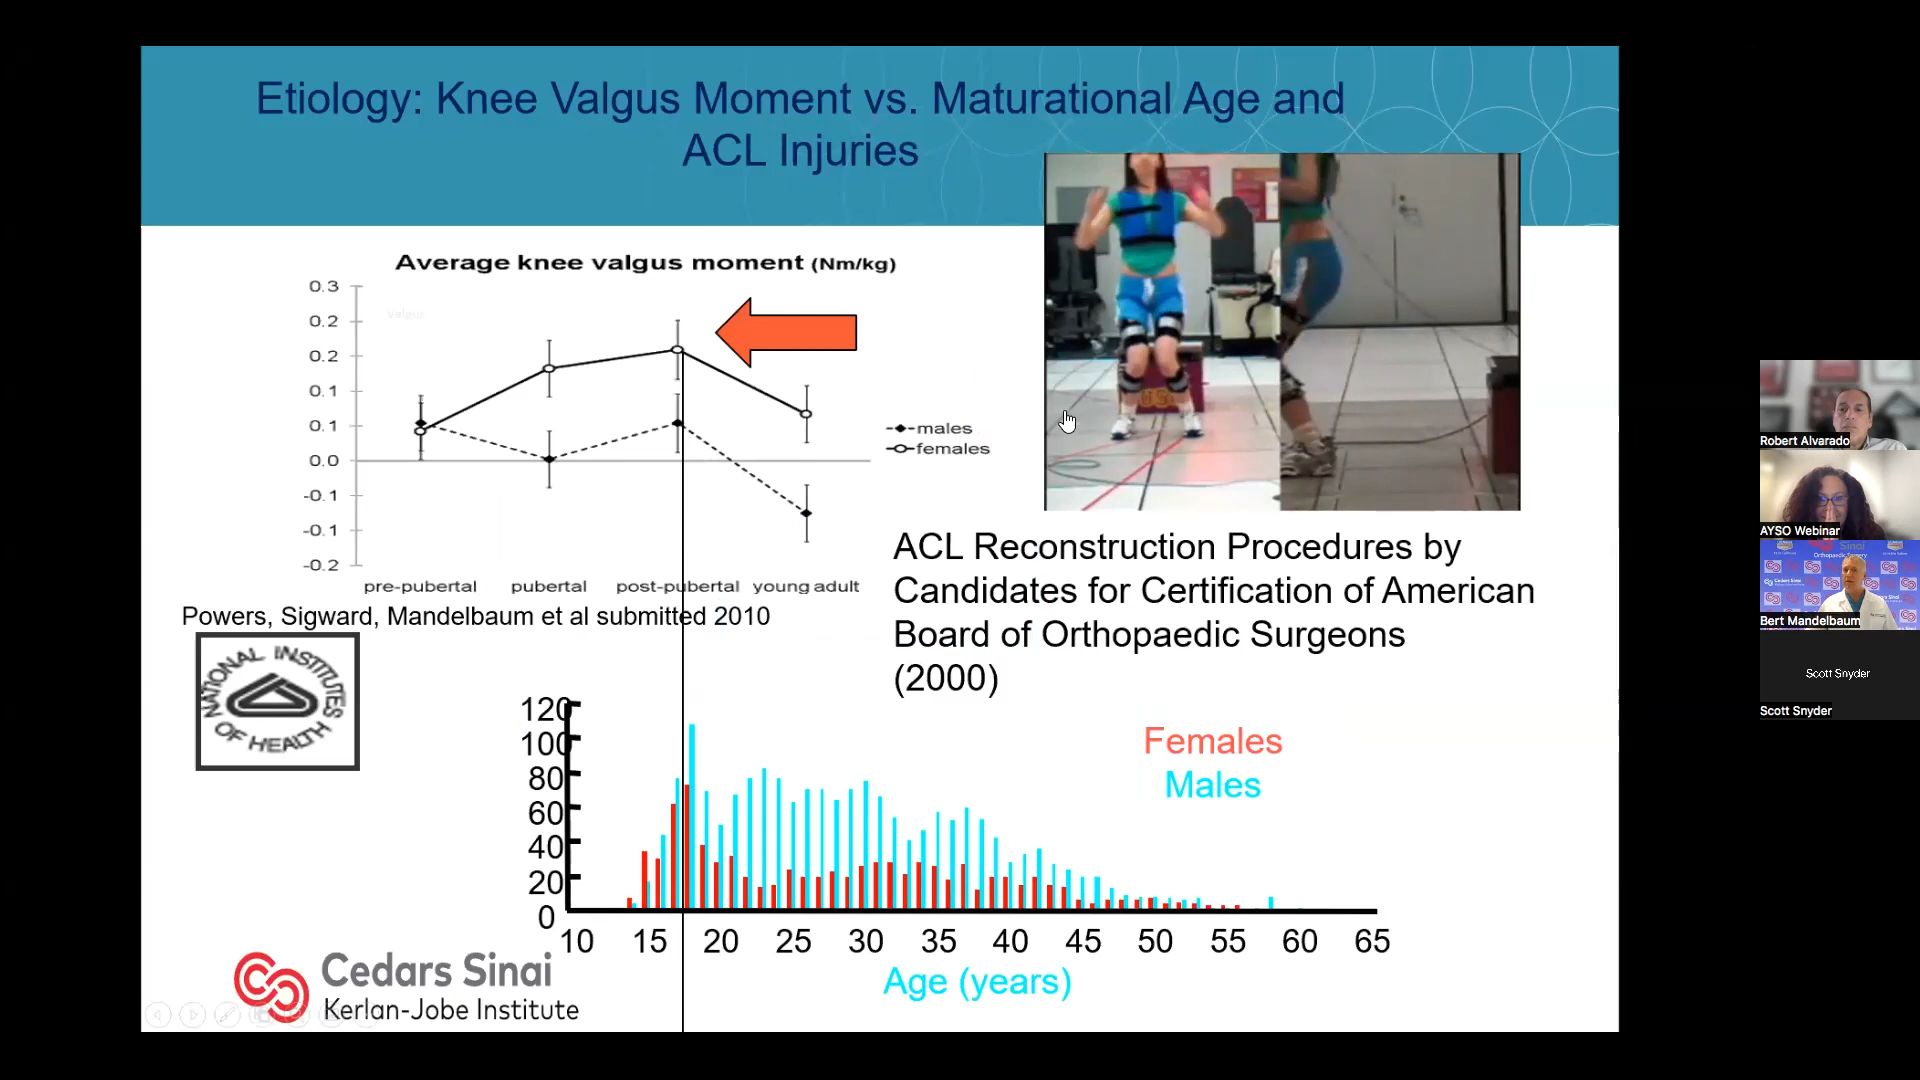 Etiology: Knee Valgus Moment vs. Maturational Age and
ACL Injuries
Average knee valgus moment (Nm/kg)
0.3
0.2
0.2
0.1
0.1
0.0
-0.1
-0.1
-0.2
Valgus
males
females
pre-pubertal pubertal post-pubertal young adult
Powers, Sigward, Mandelbaum et al submitted 2010
NATIONAL INSTITUTES
OF HEALTH
USC
ACL Reconstruction Procedures by
Candidates for Certification of American
Board of Orthopaedic Surgeons
(2000)
Females
Males
120
100
80
60
40
20
0
10 15 20 25 30 35 40 45 50 55 60 65
Age (years)
Cedars Sinai
Kerlan-Jobe Institute
Robert Alvarado
AYSO Webinar
Bert Mandelbaum
Scott Snyder
Scott Snyder